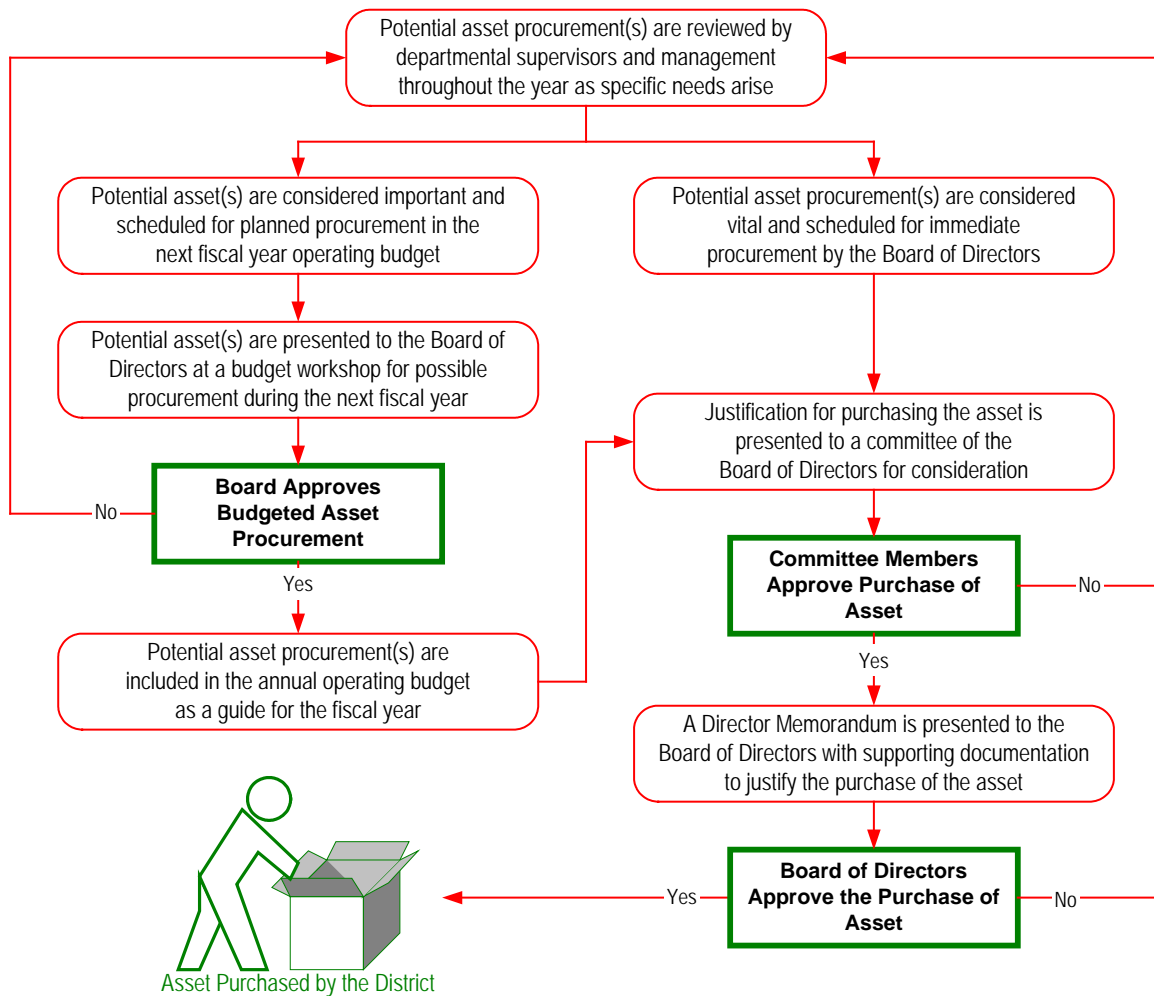 Potential asset procurement(s) are reviewed by
departmental supervisors and management
throughout the year as specific needs arise
Potential asset(s) are considered important and
scheduled for planned procurement in the
next fiscal year operating budget
Potential asset procurement(s) are considered
vital and scheduled for immediate
procurement by the Board of Directors
Potential asset(s) are presented to the Board of
Directors at a budget workshop for possible
procurement during the next fiscal year
Justification for purchasing the asset is
presented to a committee of the
Board of Directors for consideration
Board Approves
Budgeted Asset
Procurement
No
Yes
Committee Members
Approve Purchase of
Asset
No
Yes
Potential asset procurement(s) are
included in the annual operating budget
as a guide for the fiscal year
A Director Memorandum is presented to the
Board of Directors with supporting documentation
to justify the purchase of the asset
Board of Directors
Approve the Purchase of
Asset
Yes
No
Asset Purchased by the District